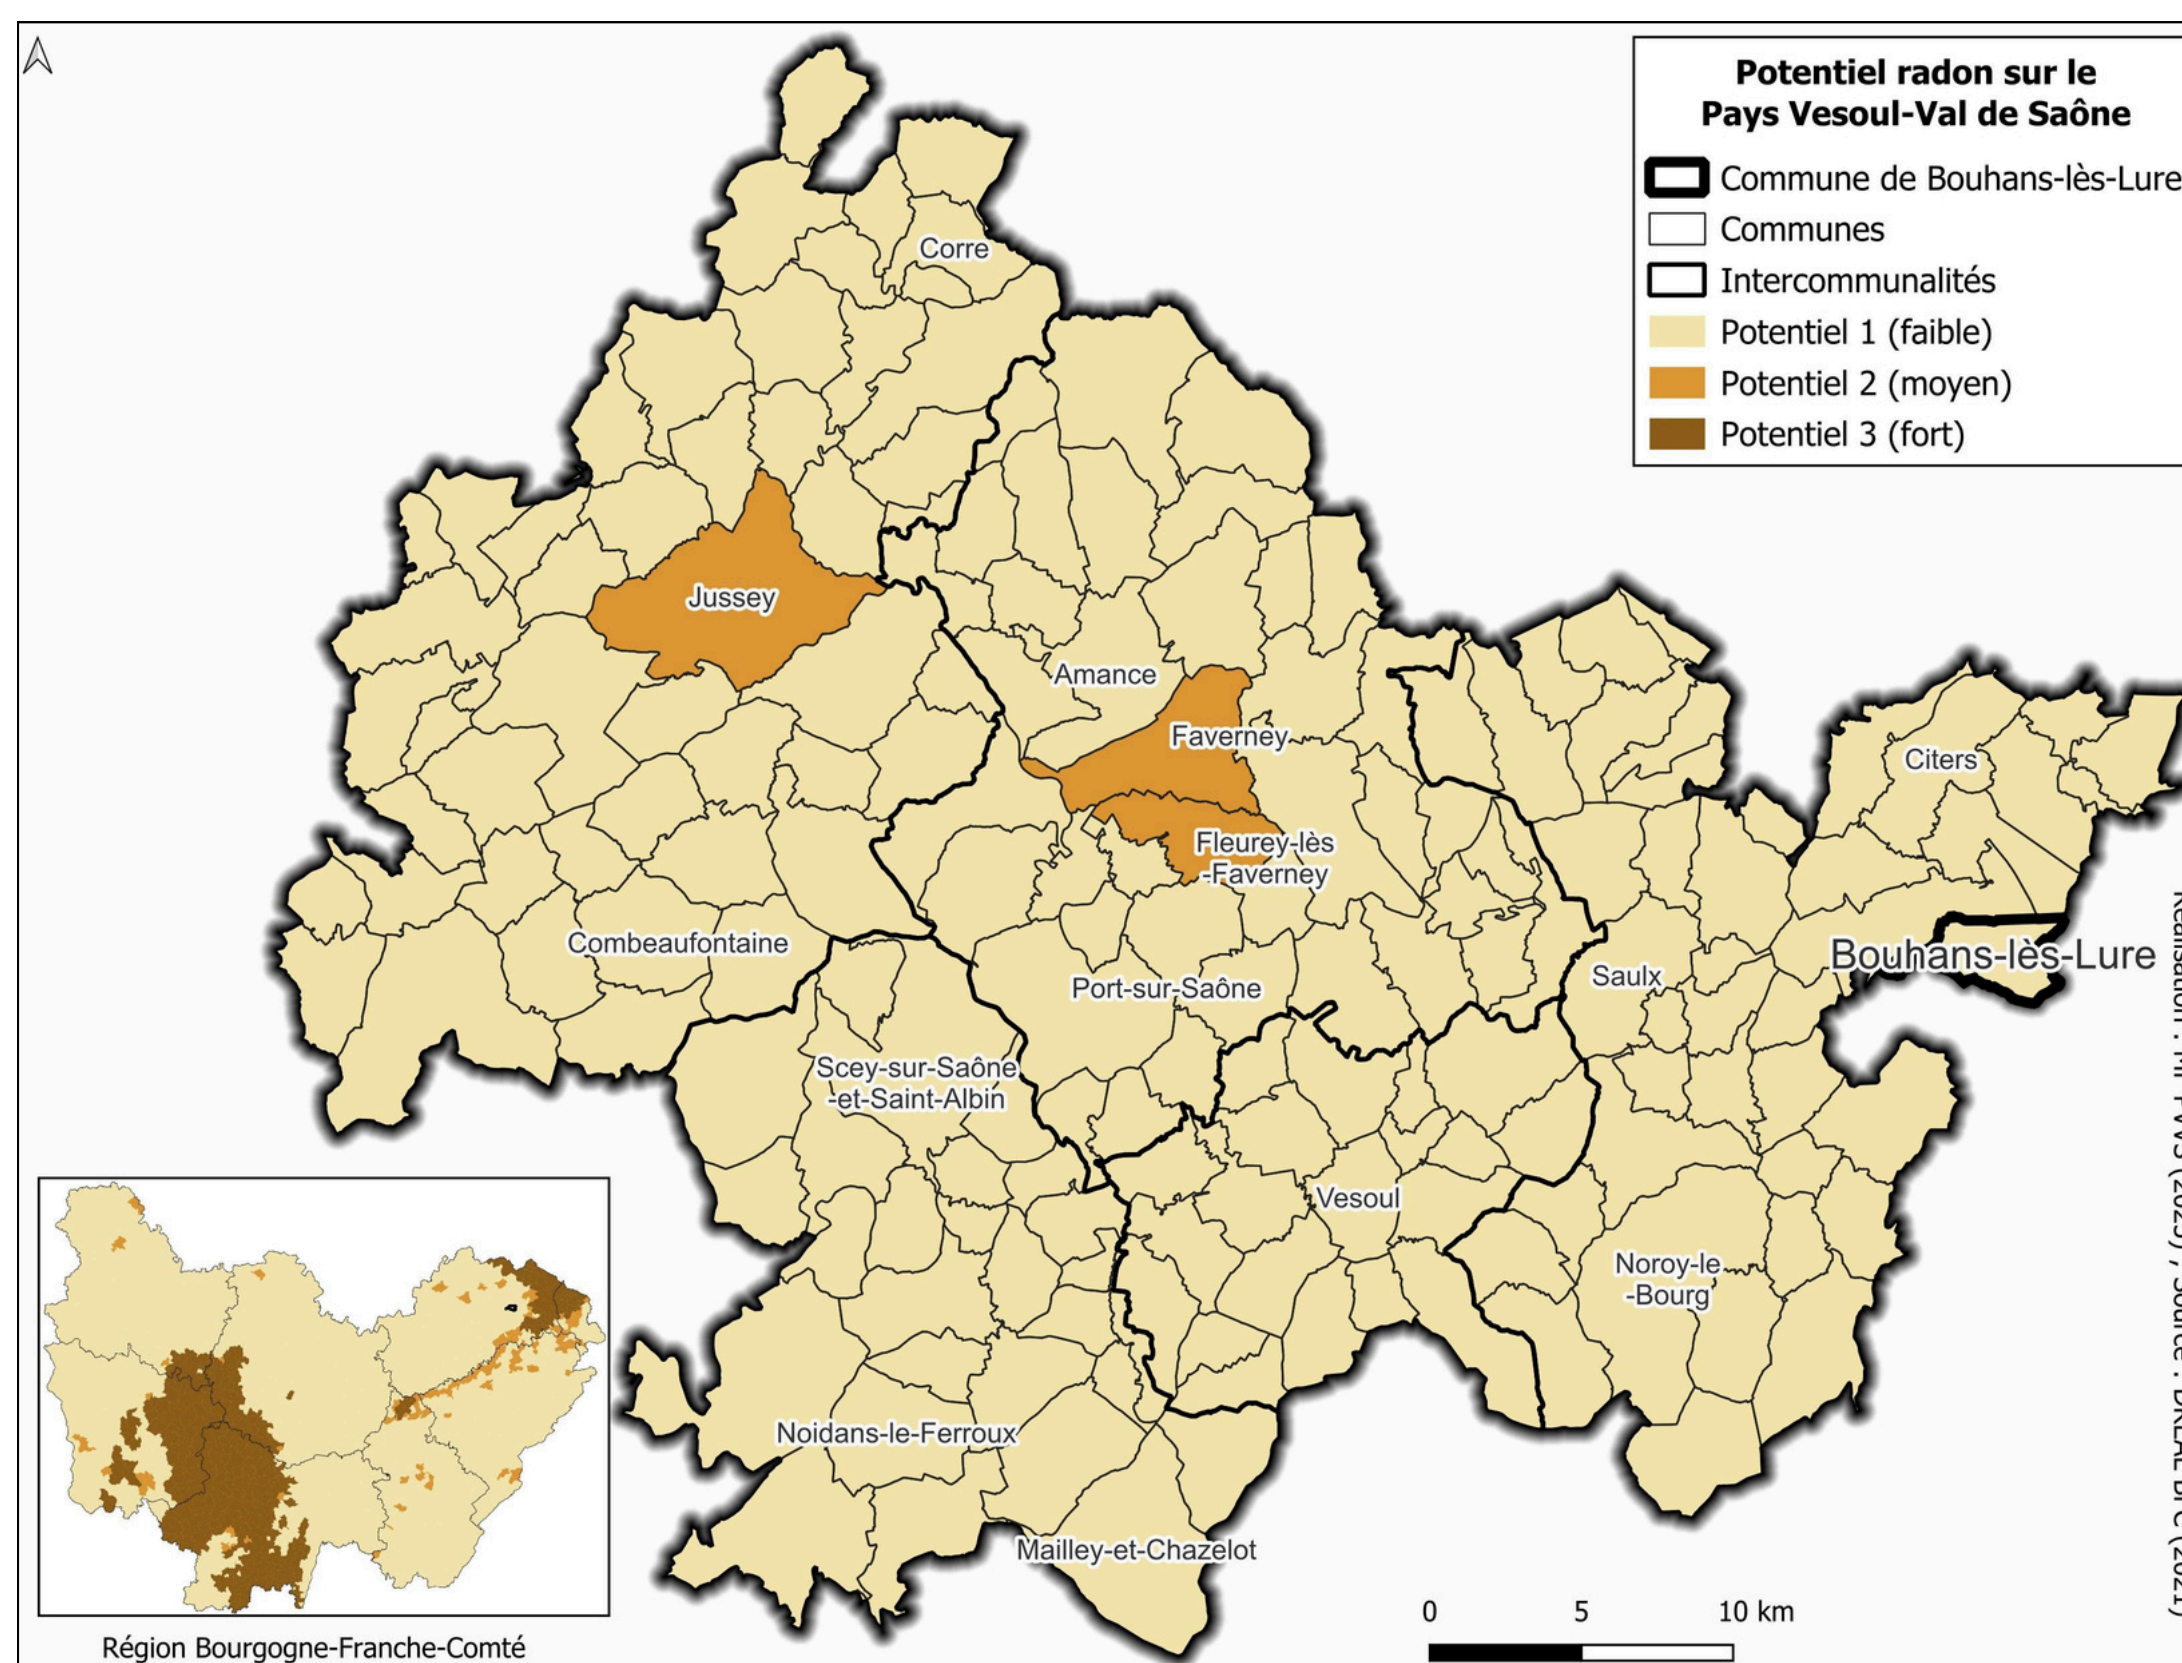 Potentiel radon sur le
Pays Vesoul-Val de Saône
Commune de Bouhans-lès-Lure
Communes
Intercommunalités
Potentiel 1 (faible)
Potentiel 2 (moyen)
Potentiel 3 (fort)
Corre
Jussey
Amance
Faverney
Citers
Fleurey-lès
-Faverney
Combeaufontaine
Bouhans-lès-Lure
Saulx
Port-sur-Saône
Scey-sur-Saône
-et-Saint-Albin
Vesoul
Noroy-le
-Bourg
Noidans-le-Ferroux
Mailley-et-Chazelot
0 5 10 km
Région Bourgogne-Franche-Comté